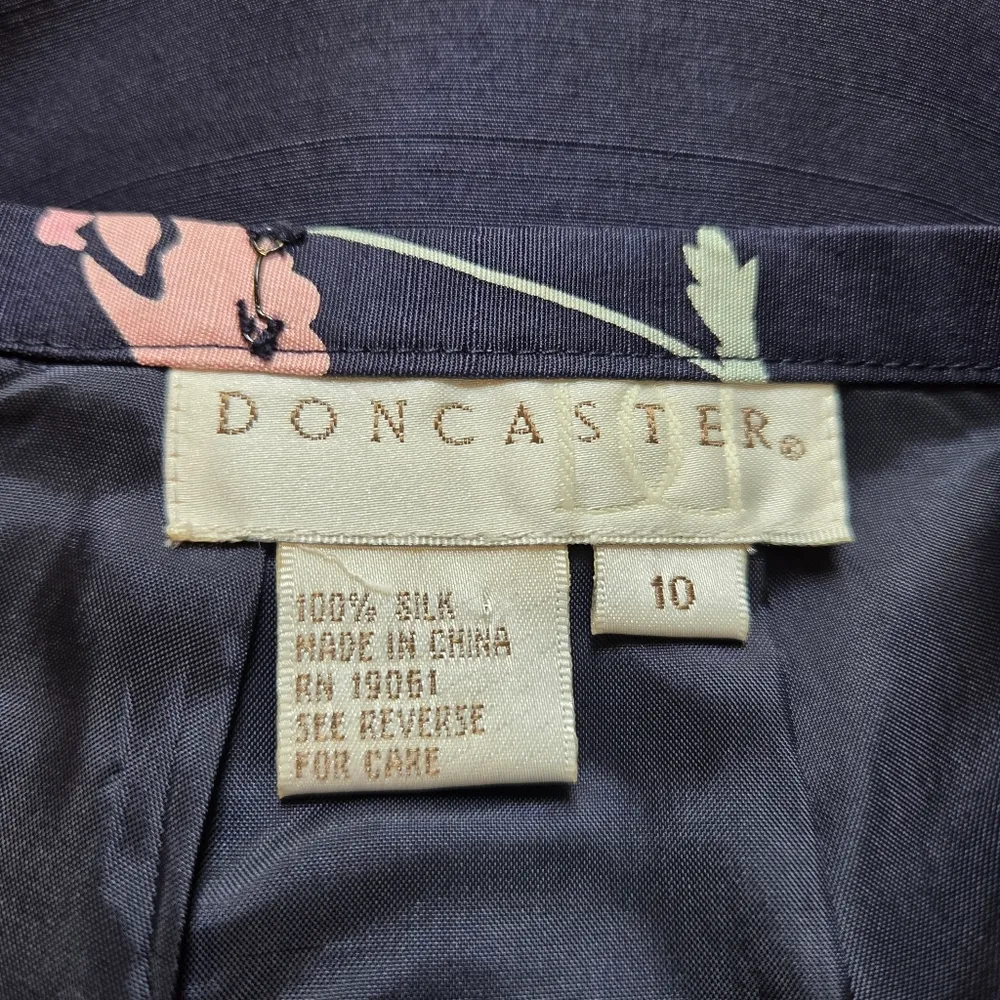 DONCASTER®
100% SILK
MADE IN CHINA
RN 19061
SEE REVERSE
FOR CARE
10